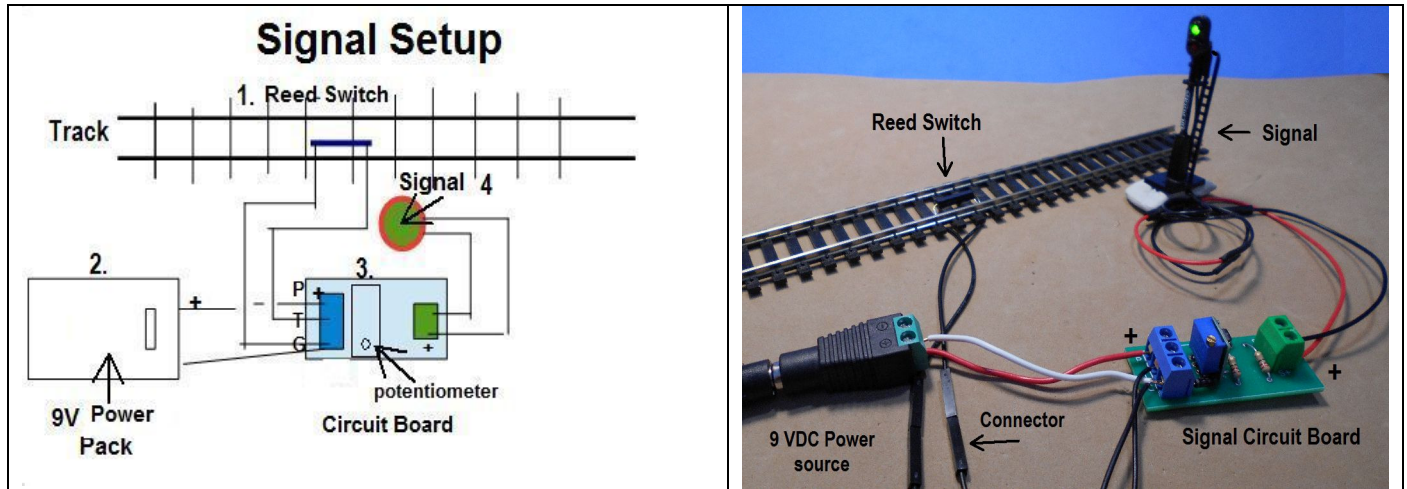 Signal Setup
1. Reed Switch
Track
Signal 4
2.
3.
+
-
P +
T
G
+
potentiometer
9V Power
Pack
Circuit Board
Reed Switch
Signal
+
+
Connector
9 VDC Power
source
Signal Circuit Board